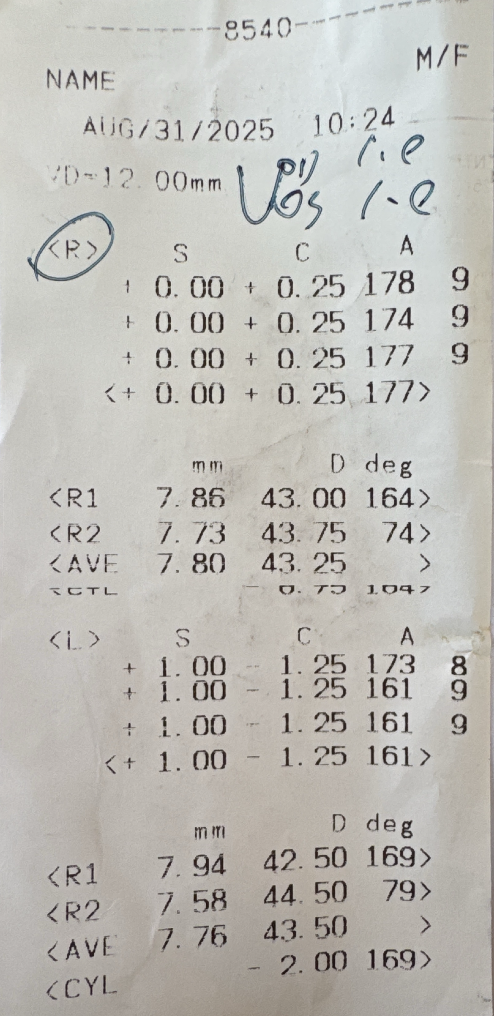 --------8540--------
M/F
NAME
AUG/31/2025 10:24
VD=12.00mm
1.0
1.0
<R> S C A
+ 0.00 + 0.25 178 9
+ 0.00 + 0.25 174 9
+ 0.00 + 0.25 177 9
<+ 0.00 + 0.25 177>
mm D deg
<R1 7.86 43.00 164>
<R2 7.73 43.75 74>
<AVE 7.80 43.25 >
- 0.75 164>
<L> S C A
+ 1.00 - 1.25 173 8
+ 1.00 - 1.25 161 9
+ 1.00 - 1.25 161 9
<+ 1.00 - 1.25 161>
mm D deg
<R1 7.94 42.50 169>
<R2 7.58 44.50 79>
<AVE 7.76 43.50 >
<CYL - 2.00 169>